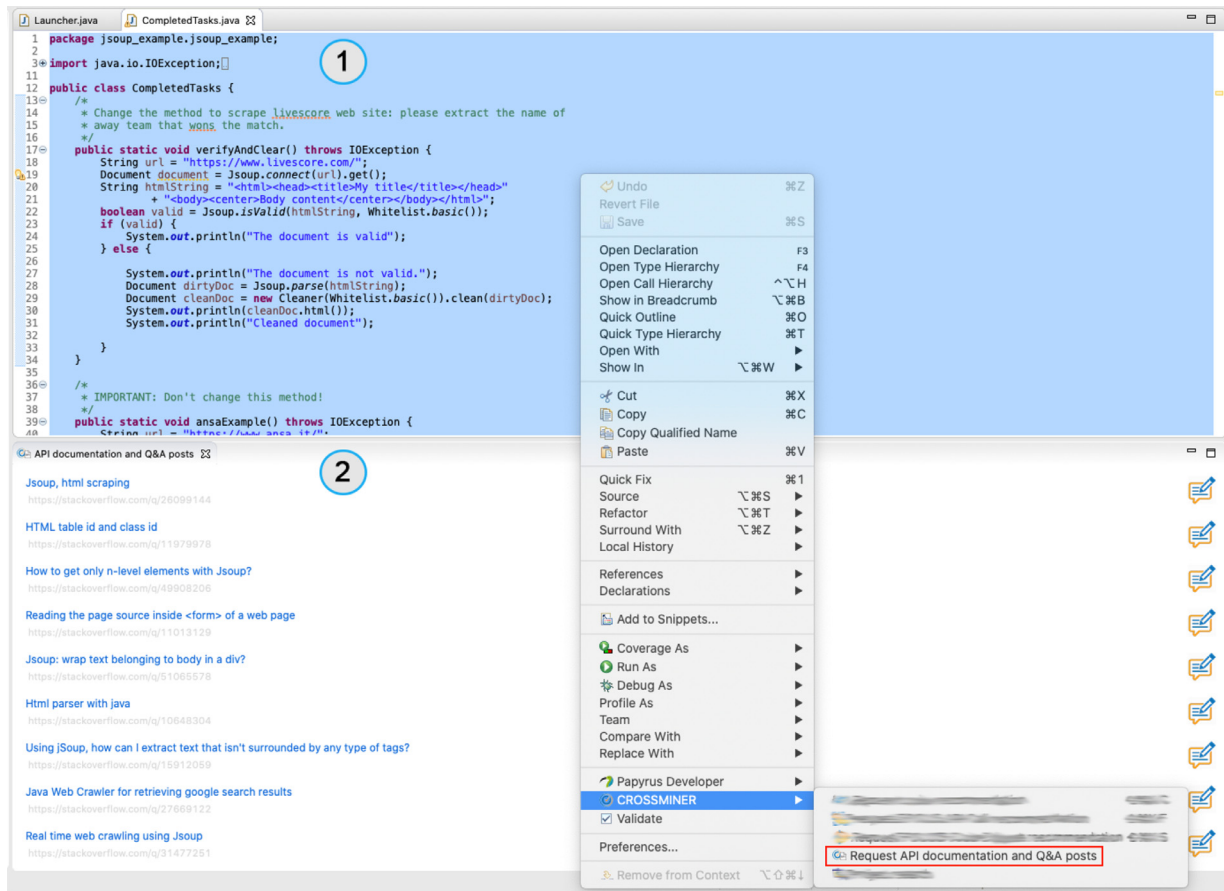 Launcher.java
CompletedTasks.java
1 package jsoup_example.jsoup_example;
2
3 import java.io.IOException;
11
12 public class CompletedTasks {
13 /*
14 * Change the method to scrape livescore web site: please extract the name of
15 * away team that wons the match.
16 */
17 public static void verifyAndClear() throws IOException {
18 String url = "https://www.livescore.com/";
19 Document document = Jsoup.connect(url).get();
20 String htmlString = "<html><head><title>My title</title></head>"
21 + "<body><center>Body content</center></body></html>";
22 boolean valid = Jsoup.isValid(htmlString, Whitelist.basic());
23 if (valid) {
24 System.out.println("The document is valid");
25 } else {
26
27 System.out.println("The document is not valid.");
28 Document dirtyDoc = Jsoup.parse(htmlString);
29 Document cleanDoc = new Cleaner(Whitelist.basic()).clean(dirtyDoc);
30 System.out.println(cleanDoc.html());
31 System.out.println("Cleaned document");
32
33 }
34 }
35
36 /*
37 * IMPORTANT: Don't change this method!
38 */
39 public static void ansaExample() throws IOException {
40 String url = "https://www.ansa.it/";
1
API documentation and Q&A posts
2
Jsoup, html scraping
https://stackoverflow.com/q/26099144
HTML table id and class id
https://stackoverflow.com/q/11979978
How to get only n-level elements with Jsoup?
https://stackoverflow.com/q/49908206
Reading the page source inside <form> of a web page
https://stackoverflow.com/q/11013129
Jsoup: wrap text belonging to body in a div?
https://stackoverflow.com/q/51065578
Html parser with java
https://stackoverflow.com/q/10648304
Using jSoup, how can I extract text that isn't surrounded by any type of tags?
https://stackoverflow.com/q/15912059
Java Web Crawler for retrieving google search results
https://stackoverflow.com/q/27669122
Real time web crawling using Jsoup
https://stackoverflow.com/q/31477251
Undo ⌘Z
Revert File
Save ⌘S
Open Declaration F3
Open Type Hierarchy F4
Open Call Hierarchy ^⌥H
Show in Breadcrumb ⌥⌘B
Quick Outline ⌘O
Quick Type Hierarchy ⌘T
Open With
Show In ⌥⌘W
Cut ⌘X
Copy ⌘C
Copy Qualified Name
Paste ⌘V
Quick Fix ⌘1
Source ⌥⌘S
Refactor ⌥⌘T
Surround With ⌥⌘Z
Local History
References
Declarations
Add to Snippets...
Coverage As
Run As
Debug As
Profile As
Team
Compare With
Replace With
Papyrus Developer
CROSSMINER
Validate
Preferences...
Remove from Context ⌥⇧⌘↓
Request API documentation and Q&A posts